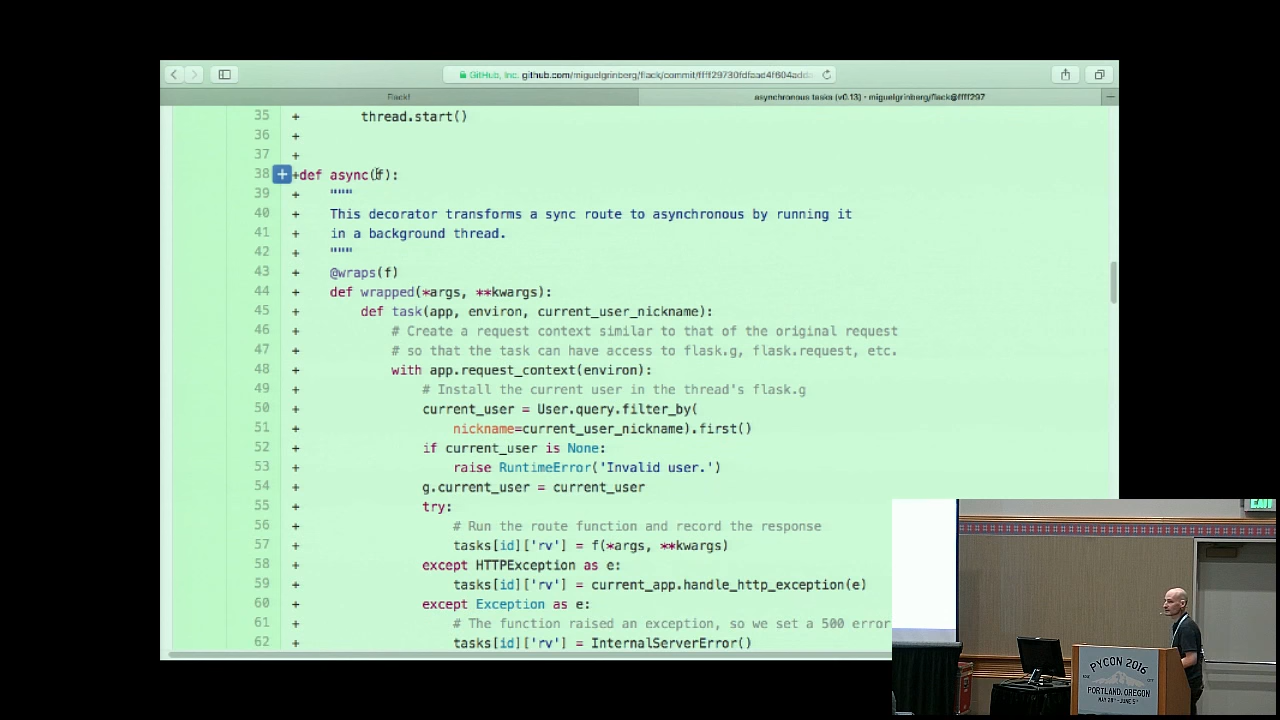 GitHub, Inc. github.com/miguelgrinberg/flack/commit/ffff29730fdfaad4f604adda
Flack!
asynchronous tasks (v0.13) · miguelgrinberg/flack@ffff297
35 + thread.start()
36 +
37 +
38 +def async(f):
39 + """
40 + This decorator transforms a sync route to asynchronous by running it
41 + in a background thread.
42 + """
43 + @wraps(f)
44 + def wrapped(*args, **kwargs):
45 + def task(app, environ, current_user_nickname):
46 + # Create a request context similar to that of the original request
47 + # so that the task can have access to flask.g, flask.request, etc.
48 + with app.request_context(environ):
49 + # Install the current user in the thread's flask.g
50 + current_user = User.query.filter_by(
51 + nickname=current_user_nickname).first()
52 + if current_user is None:
53 + raise RuntimeError('Invalid user.')
54 + g.current_user = current_user
55 + try:
56 + # Run the route function and record the response
57 + tasks[id]['rv'] = f(*args, **kwargs)
58 + except HTTPException as e:
59 + tasks[id]['rv'] = current_app.handle_http_exception(e)
60 + except Exception as e:
61 + # The function raised an exception, so we set a 500 error
62 + tasks[id]['rv'] = InternalServerError()
EXIT
PYCON 2016
PORTLAND, OREGON
MAY 28TH - JUNE 5TH